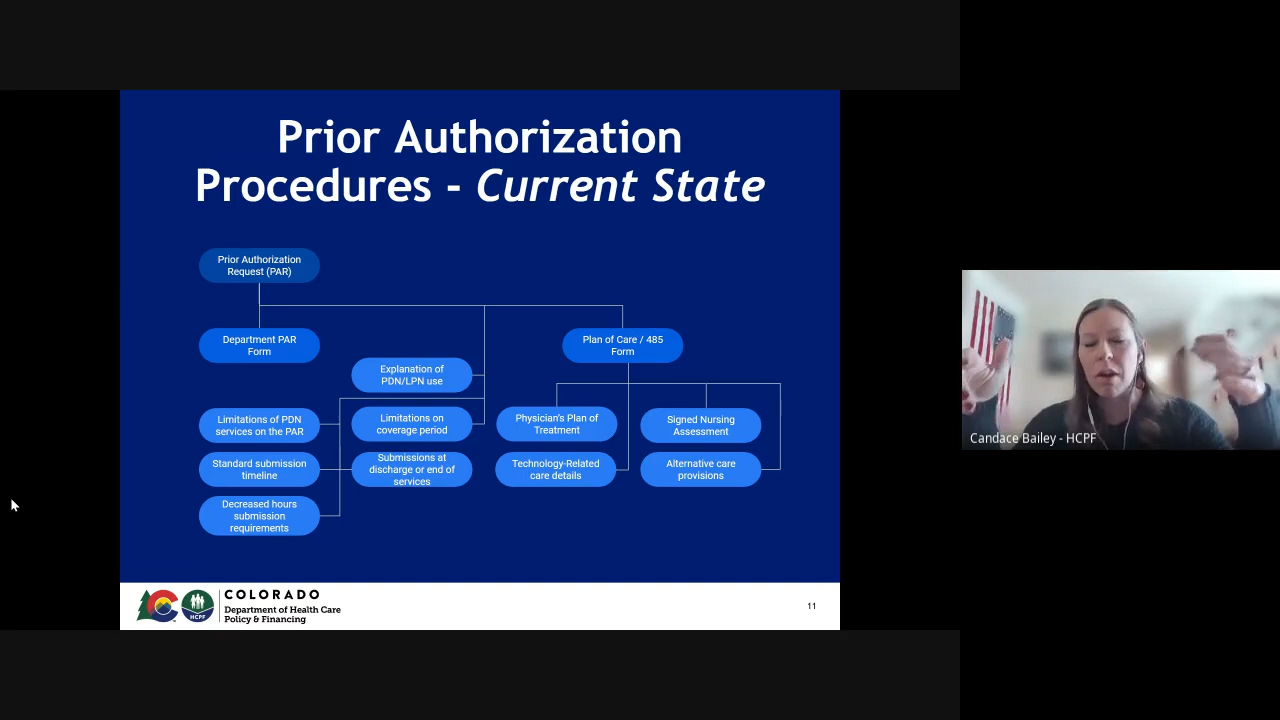 Prior Authorization
Procedures - Current State
Prior Authorization
Request (PAR)
Department PAR
Form
Plan of Care / 485
Form
Explanation of
PDN/LPN use
Limitations of PDN
services on the PAR
Limitations on
coverage period
Physician's Plan of
Treatment
Signed Nursing
Assessment
Standard submission
timeline
Submissions at
discharge or end of
services
Technology-Related
care details
Alternative care
provisions
Decreased hours
submission
requirements
HCPF
COLORADO
Department of Health Care
Policy & Financing
11
Candace Bailey - HCPF